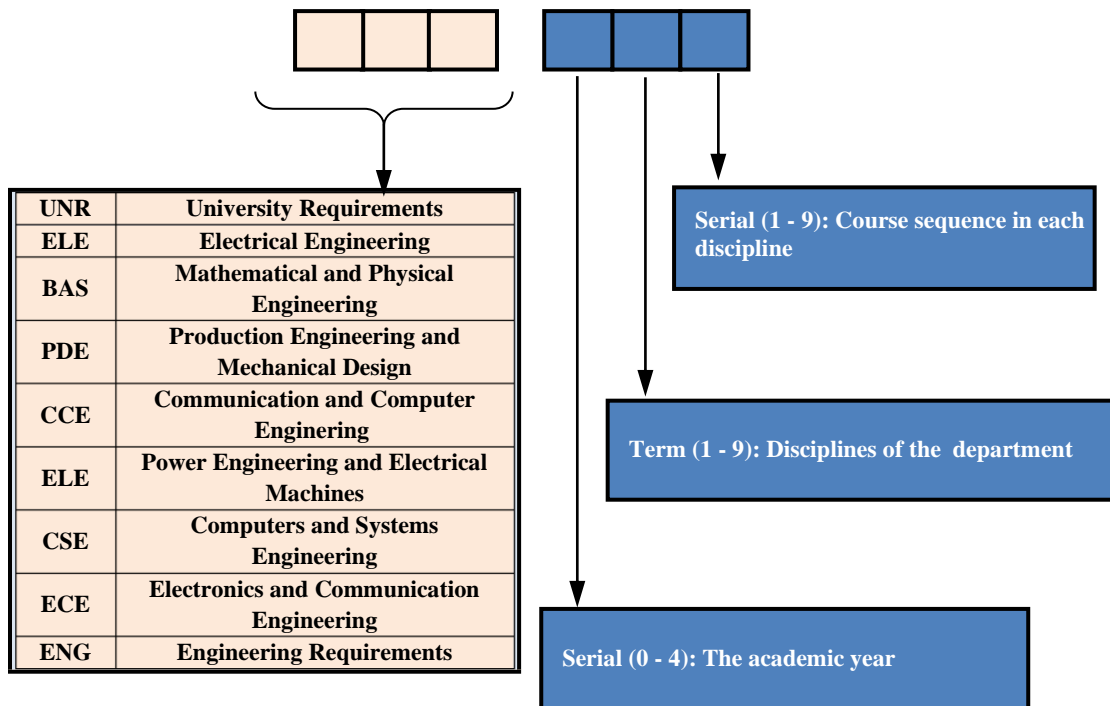 UNR University Requirements
ELE Electrical Engineering
BAS Mathematical and Physical
Engineering
PDE Production Engineering and
Mechanical Design
CCE Communication and Computer
Enginering
ELE Power Engineering and Electrical
Machines
CSE Computers and Systems
Engineering
ECE Electronics and Communication
Engineering
ENG Engineering Requirements
Serial (1 - 9): Course sequence in each
discipline
Term (1 - 9): Disciplines of the department
Serial (0 - 4): The academic year